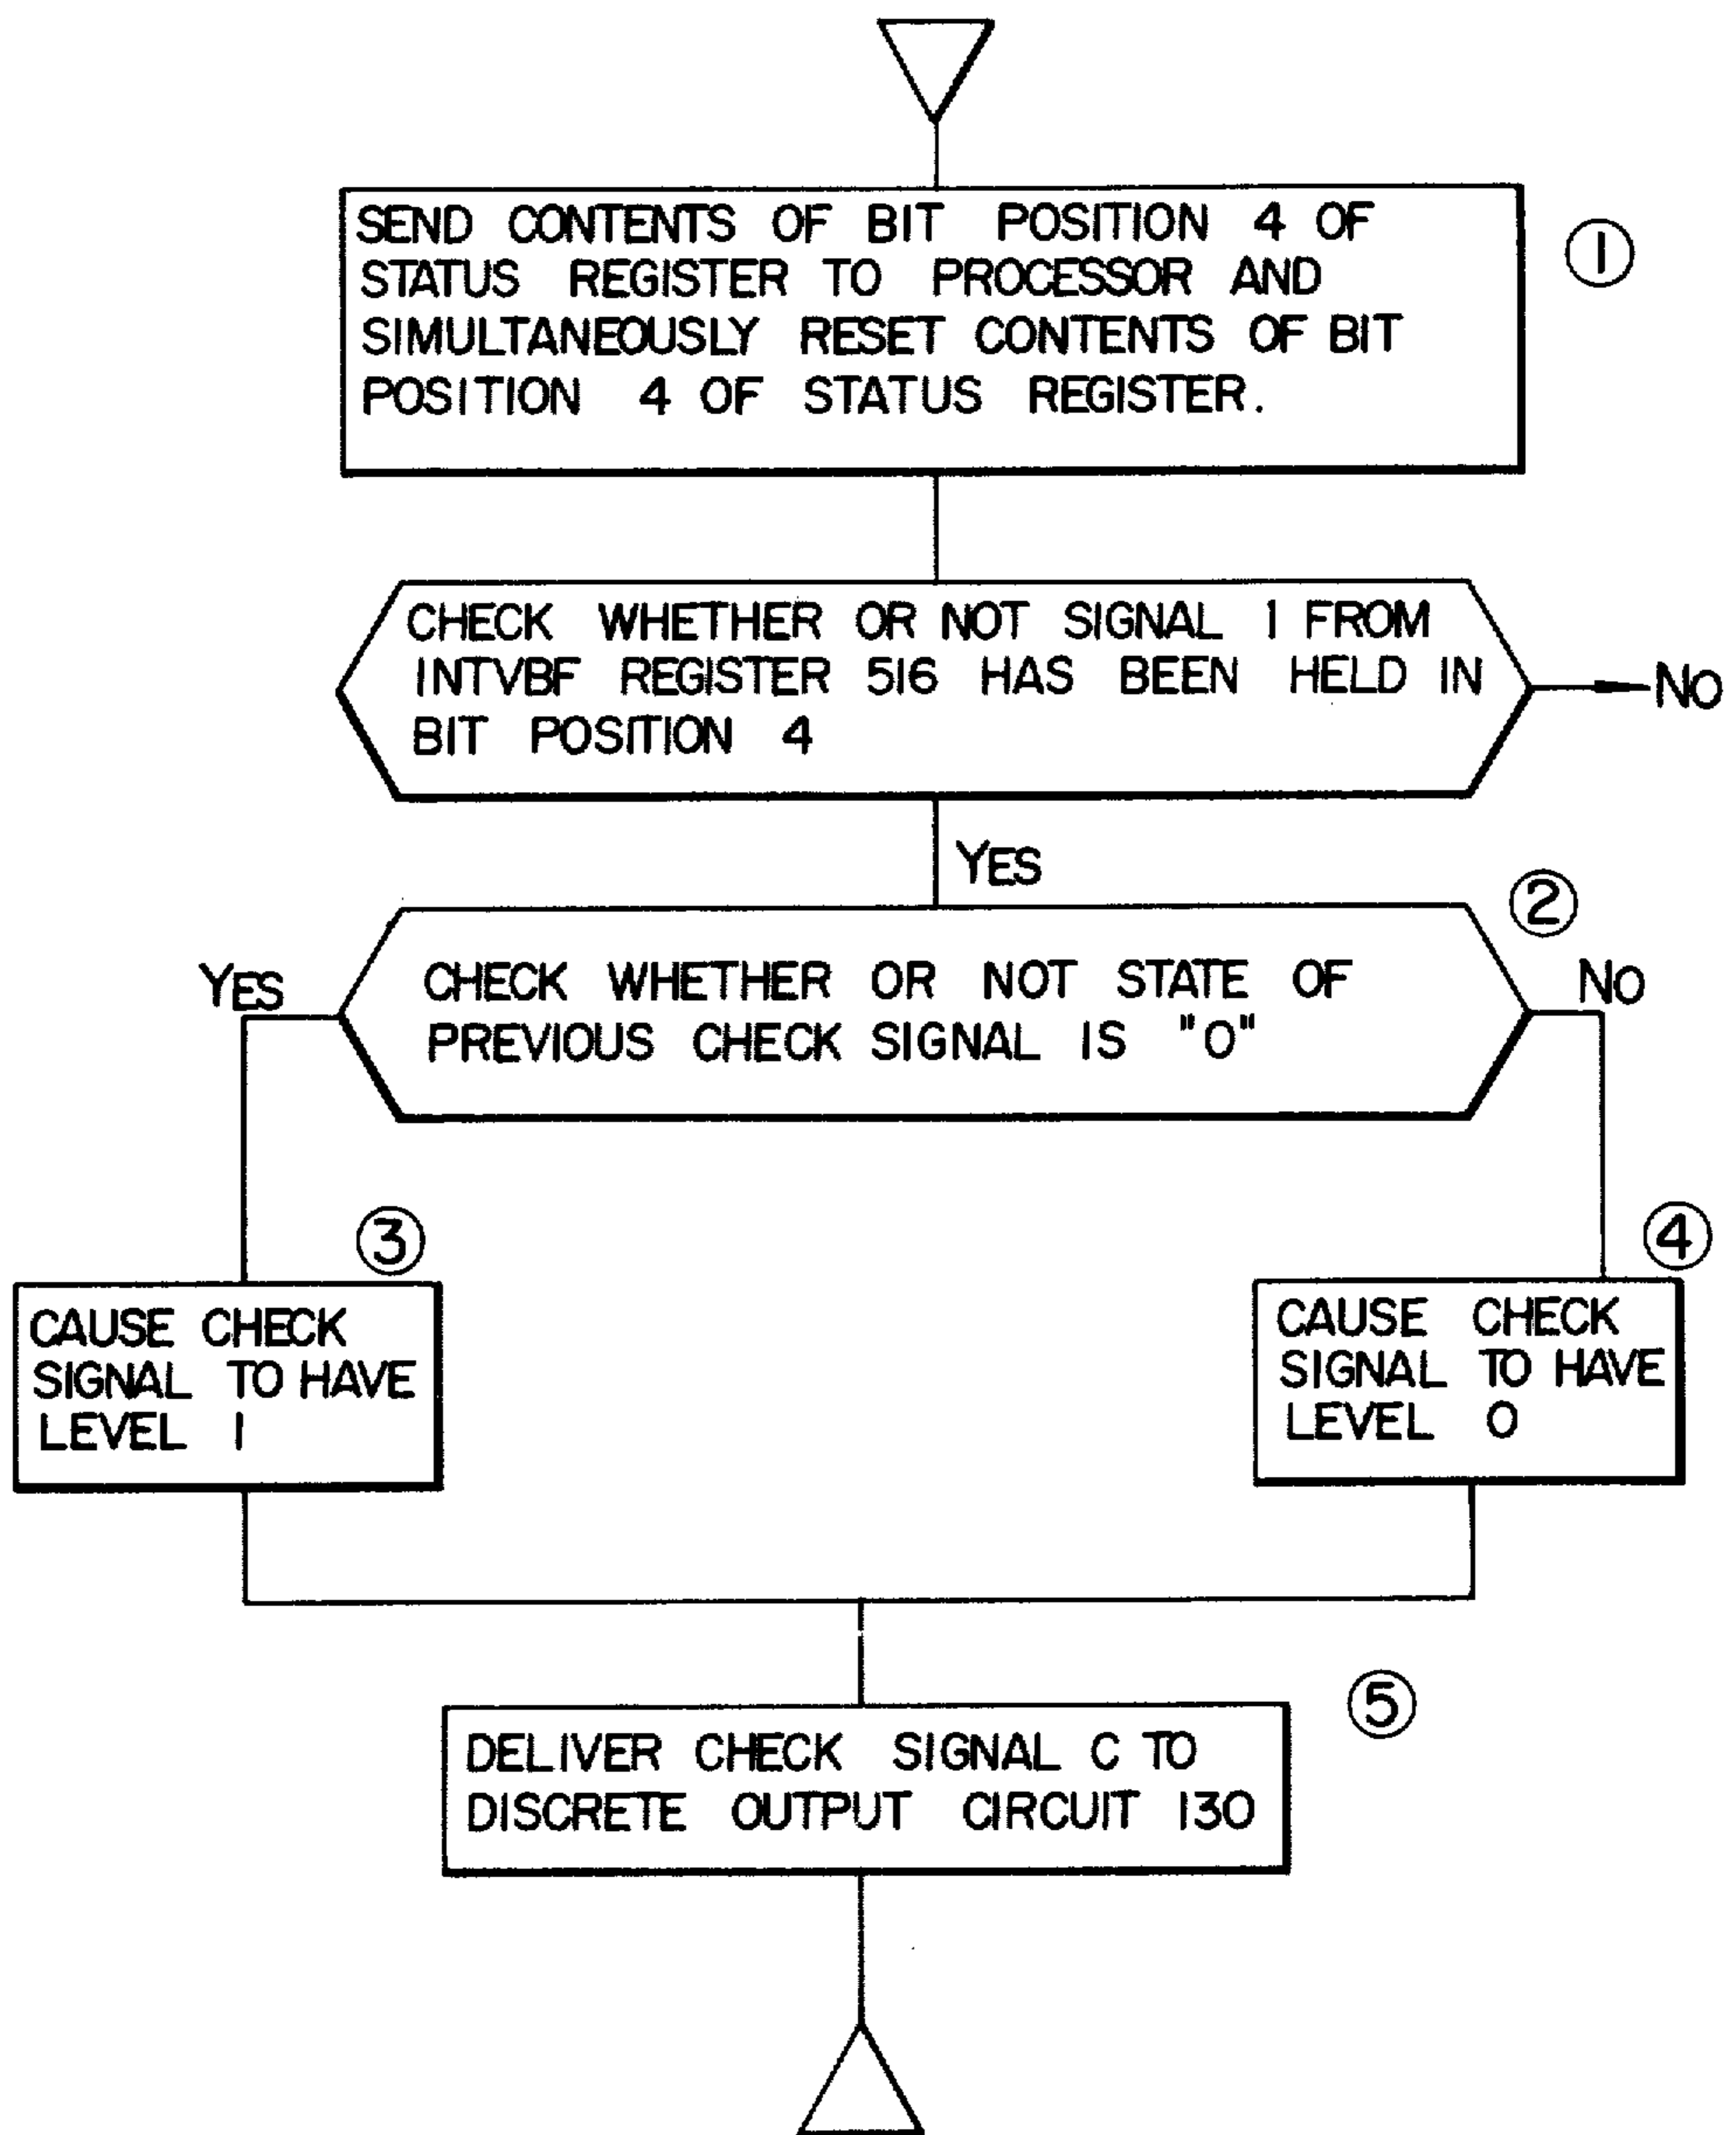 SEND CONTENTS OF BIT POSITION 4 OF
STATUS REGISTER TO PROCESSOR AND
SIMULTANEOUSLY RESET CONTENTS OF BIT
POSITION 4 OF STATUS REGISTER.
①
CHECK WHETHER OR NOT SIGNAL 1 FROM
INTVBF REGISTER 516 HAS BEEN HELD IN
BIT POSITION 4
NO
YES
②
CHECK WHETHER OR NOT STATE OF
PREVIOUS CHECK SIGNAL IS "0"
YES
NO
③
CAUSE CHECK
SIGNAL TO HAVE
LEVEL 1
④
CAUSE CHECK
SIGNAL TO HAVE
LEVEL 0
⑤
DELIVER CHECK SIGNAL C TO
DISCRETE OUTPUT CIRCUIT 130